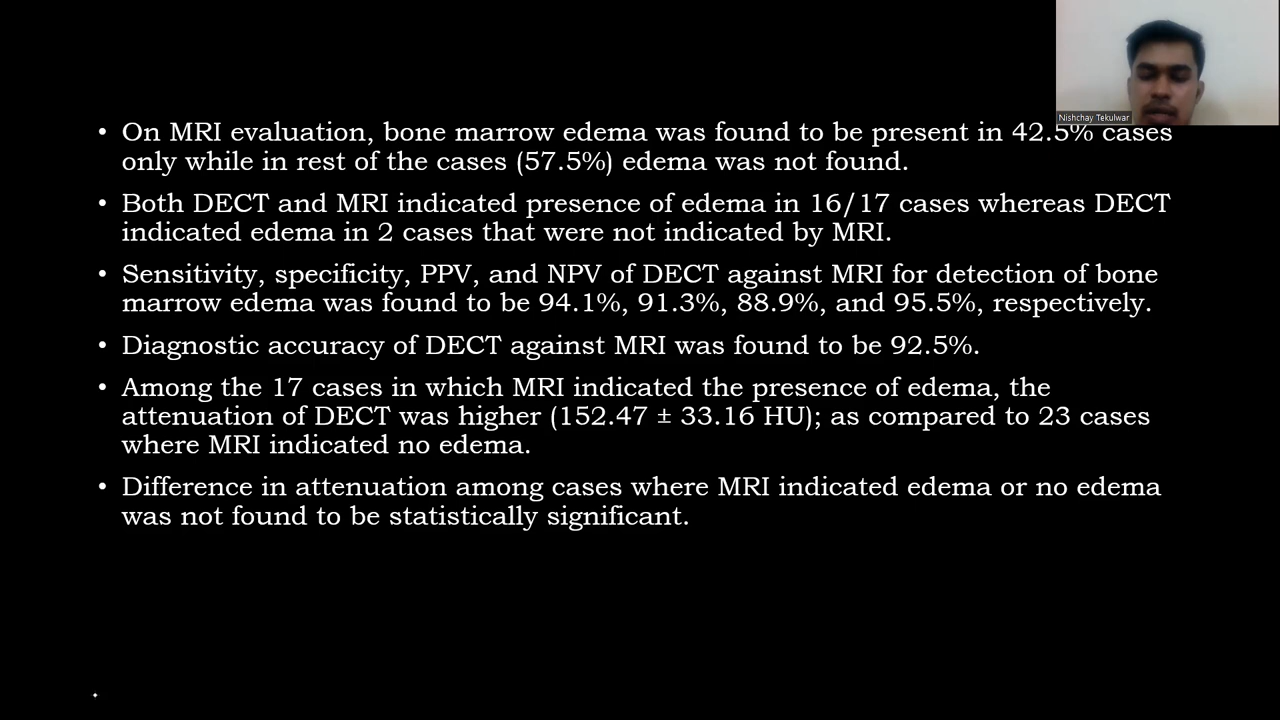 Nishchay Tekulwar
• On MRI evaluation, bone marrow edema was found to be present in 42.5% cases
only while in rest of the cases (57.5%) edema was not found.
• Both DECT and MRI indicated presence of edema in 16/17 cases whereas DECT
indicated edema in 2 cases that were not indicated by MRI.
• Sensitivity, specificity, PPV, and NPV of DECT against MRI for detection of bone
marrow edema was found to be 94.1%, 91.3%, 88.9%, and 95.5%, respectively.
• Diagnostic accuracy of DECT against MRI was found to be 92.5%.
• Among the 17 cases in which MRI indicated the presence of edema, the
attenuation of DECT was higher (152.47 ± 33.16 HU); as compared to 23 cases
where MRI indicated no edema.
• Difference in attenuation among cases where MRI indicated edema or no edema
was not found to be statistically significant.